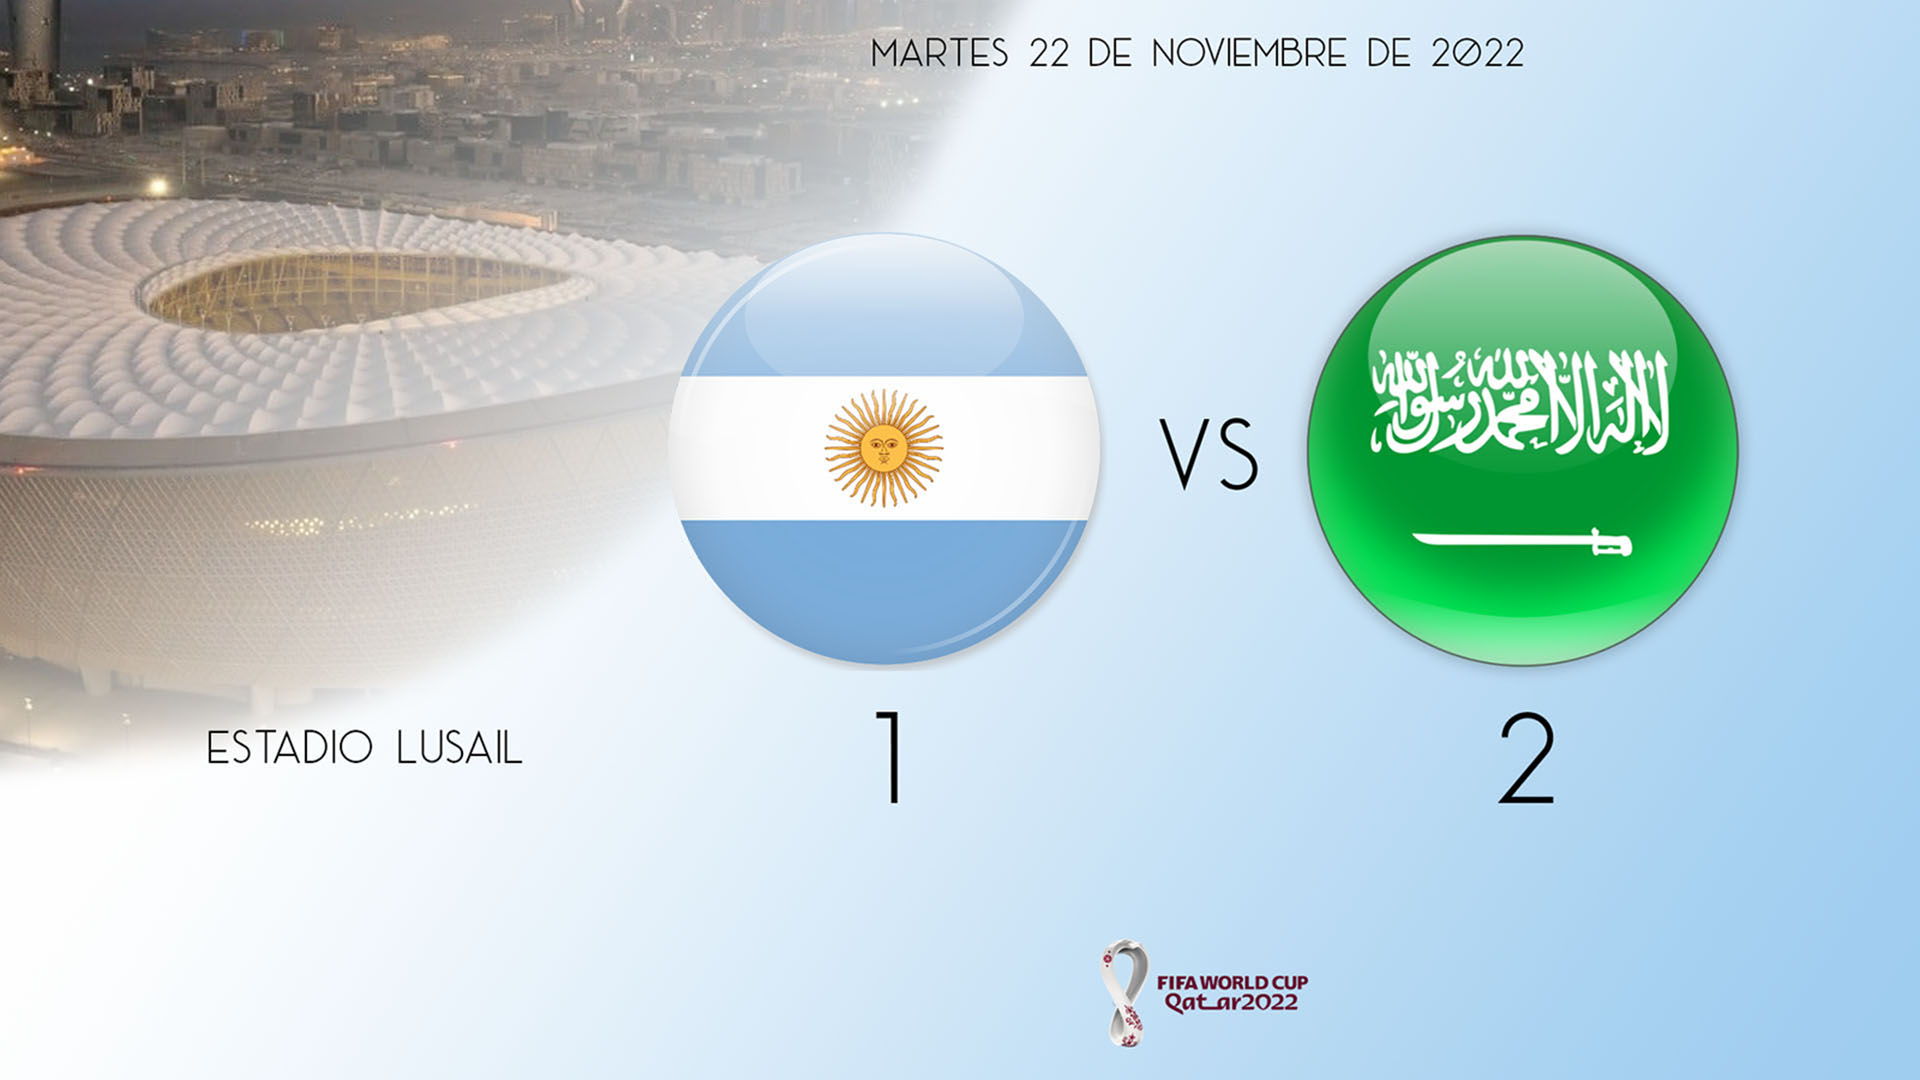 MARTES 22 DE NOVIEMBRE DE 2022
لا إله إلا الله محمد رسول الله
VS
ESTADIO LUSAIL
1
2
FIFA WORLD CUP
Qatar2022